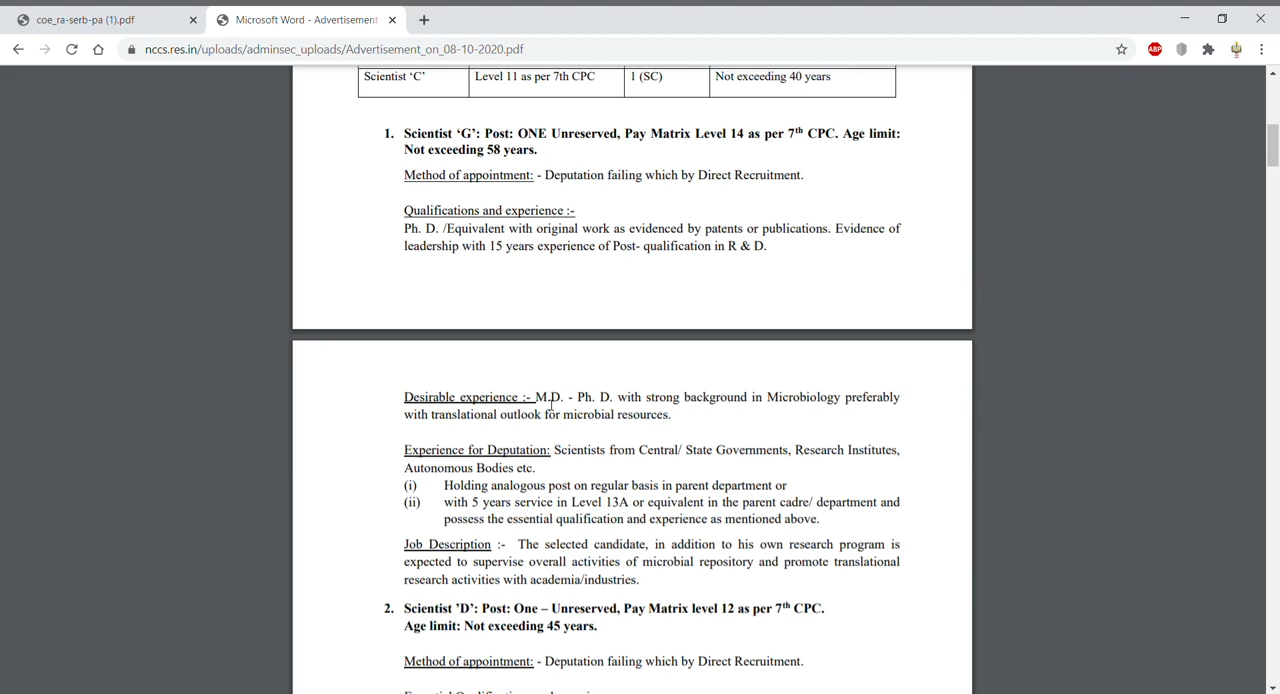 coe_ra-serb-pa (1).pdf
Microsoft Word - Advertisement
nccs.res.in/uploads/adminsec_uploads/Advertisement_on_08-10-2020.pdf
ABP
Scientist ‘C’ Level 11 as per 7th CPC 1 (SC) Not exceeding 40 years
1. Scientist ‘G’: Post: ONE Unreserved, Pay Matrix Level 14 as per 7th CPC. Age limit:
Not exceeding 58 years.
Method of appointment: - Deputation failing which by Direct Recruitment.
Qualifications and experience :-
Ph. D. /Equivalent with original work as evidenced by patents or publications. Evidence of
leadership with 15 years experience of Post- qualification in R & D.
Desirable experience :- M.D. - Ph. D. with strong background in Microbiology preferably
with translational outlook for microbial resources.
Experience for Deputation: Scientists from Central/ State Governments, Research Institutes,
Autonomous Bodies etc.
(i) Holding analogous post on regular basis in parent department or
(ii) with 5 years service in Level 13A or equivalent in the parent cadre/ department and
possess the essential qualification and experience as mentioned above.
Job Description :- The selected candidate, in addition to his own research program is
expected to supervise overall activities of microbial repository and promote translational
research activities with academia/industries.
2. Scientist ’D’: Post: One – Unreserved, Pay Matrix level 12 as per 7th CPC.
Age limit: Not exceeding 45 years.
Method of appointment: - Deputation failing which by Direct Recruitment.